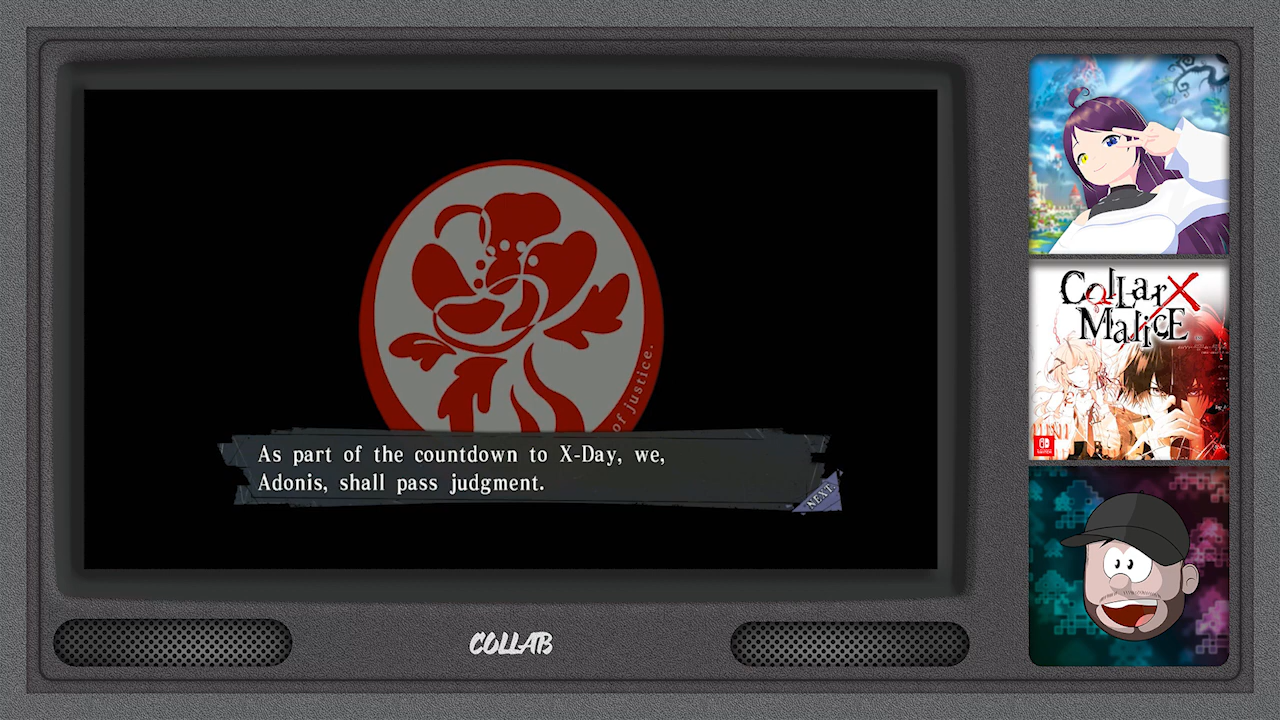 of justice.
As part of the countdown to X-Day, we,
Adonis, shall pass judgment.
NEXT
COLLAB
Collar X
Malice